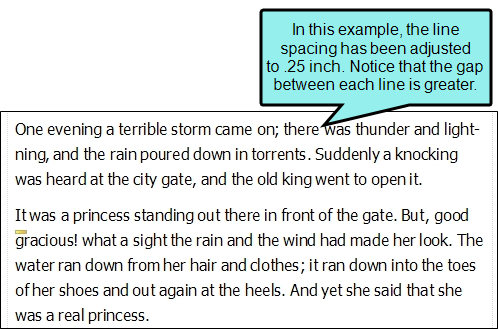 In this example, the line
spacing has been adjusted
to .25 inch. Notice that the gap
between each line is greater.
One evening a terrible storm came on; there was thunder and light-
ning, and the rain poured down in torrents. Suddenly a knocking
was heard at the city gate, and the old king went to open it.
It was a princess standing out there in front of the gate. But, good
gracious! what a sight the rain and the wind had made her look. The
water ran down from her hair and clothes; it ran down into the toes
of her shoes and out again at the heels. And yet she said that she
was a real princess.